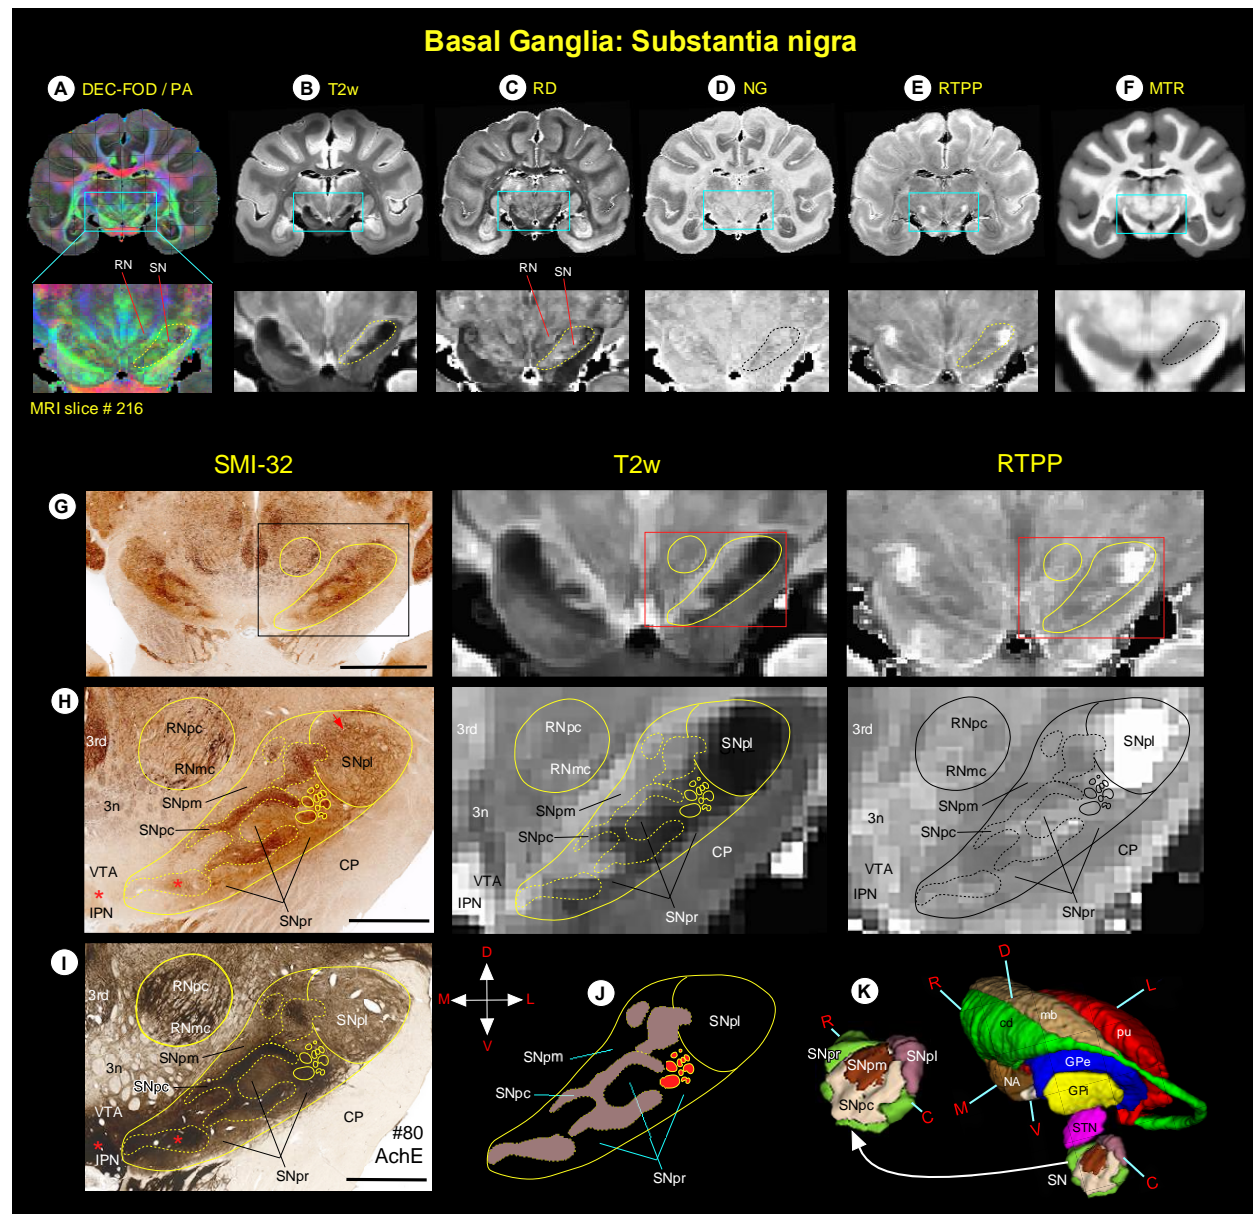 Basal Ganglia: Substantia nigra
A DEC-FOD / PA
B T2w
C RD
D NG
E RTPP
F MTR
RN SN
RN SN
MRI slice # 216
SMI-32
T2w
RTPP
G
H
3rd
RNpc
RNmc
SNpl
3n
SNpm
SNpc
VTA
*
*
IPN
CP
SNpr
3rd
RNpc
RNmc
SNpl
3n
SNpm
SNpc
VTA
IPN
CP
SNpr
3rd
RNpc
RNmc
SNpl
3n
SNpm
SNpc
VTA
IPN
CP
SNpr
I
3rd
RNpc
RNmc
SNpl
3n
SNpm
SNpc
VTA
*
*
IPN
CP
#80
AchE
SNpr
D
M L
V
J
SNpl
SNpm
SNpc
SNpr
K
R
SNpr
SNpm
SNpl
SNpc
C
R
D
L
cd
mb
pu
GPe
NA
GPi
M
V
STN
SN
C